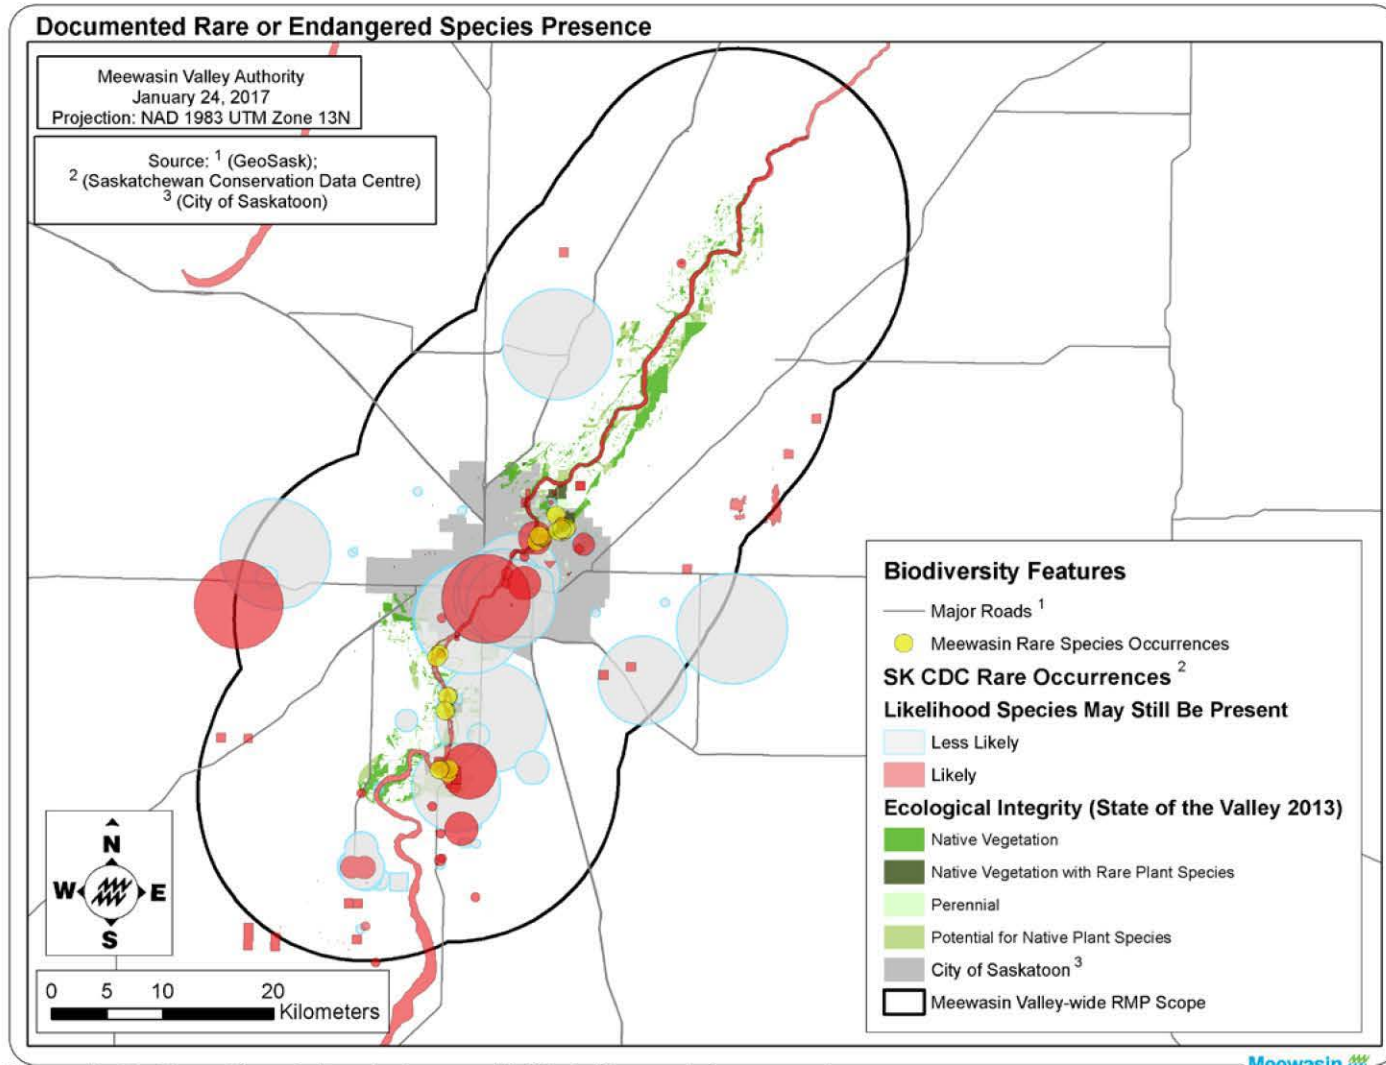 Documented Rare or Endangered Species Presence
Meewasin Valley Authority
January 24, 2017
Projection: NAD 1983 UTM Zone 13N
Source: 1 (GeoSask);
2 (Saskatchewan Conservation Data Centre)
3 (City of Saskatoon)
Biodiversity Features
Major Roads 1
Meewasin Rare Species Occurrences
SK CDC Rare Occurrences 2
Likelihood Species May Still Be Present
Less Likely
Likely
Ecological Integrity (State of the Valley 2013)
Native Vegetation
Native Vegetation with Rare Plant Species
Perennial
Potential for Native Plant Species
City of Saskatoon 3
Meewasin Valley-wide RMP Scope
N
W E
S
0 5 10 20
Kilometers
Meewasin